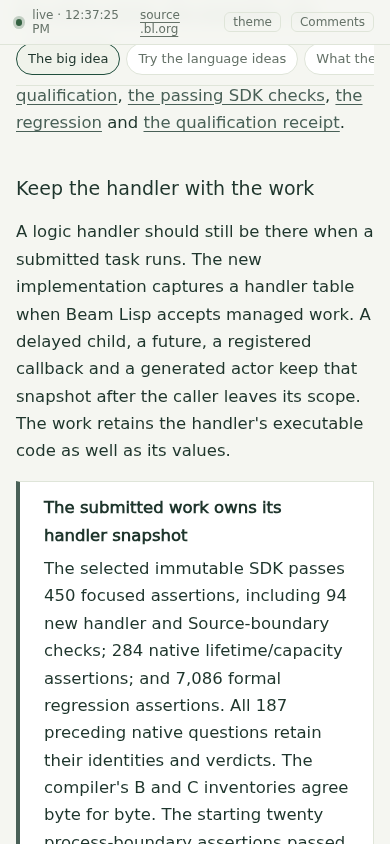 live · 12:37:25 PM
source.bl.org
theme
Comments
The big idea
Try the language ideas
What the
qualification, the passing SDK checks, the
regression and the qualification receipt.
Keep the handler with the work
A logic handler should still be there when a
submitted task runs. The new
implementation captures a handler table
when Beam Lisp accepts managed work. A
delayed child, a future, a registered
callback and a generated actor keep that
snapshot after the caller leaves its scope.
The work retains the handler's executable
code as well as its values.
The submitted work owns its
handler snapshot
The selected immutable SDK passes
450 focused assertions, including 94
new handler and Source-boundary
checks; 284 native lifetime/capacity
assertions; and 7,086 formal
regression assertions. All 187
preceding native questions retain
their identities and verdicts. The
compiler's B and C inventories agree
byte for byte. The starting twenty
process-boundary assertions passed